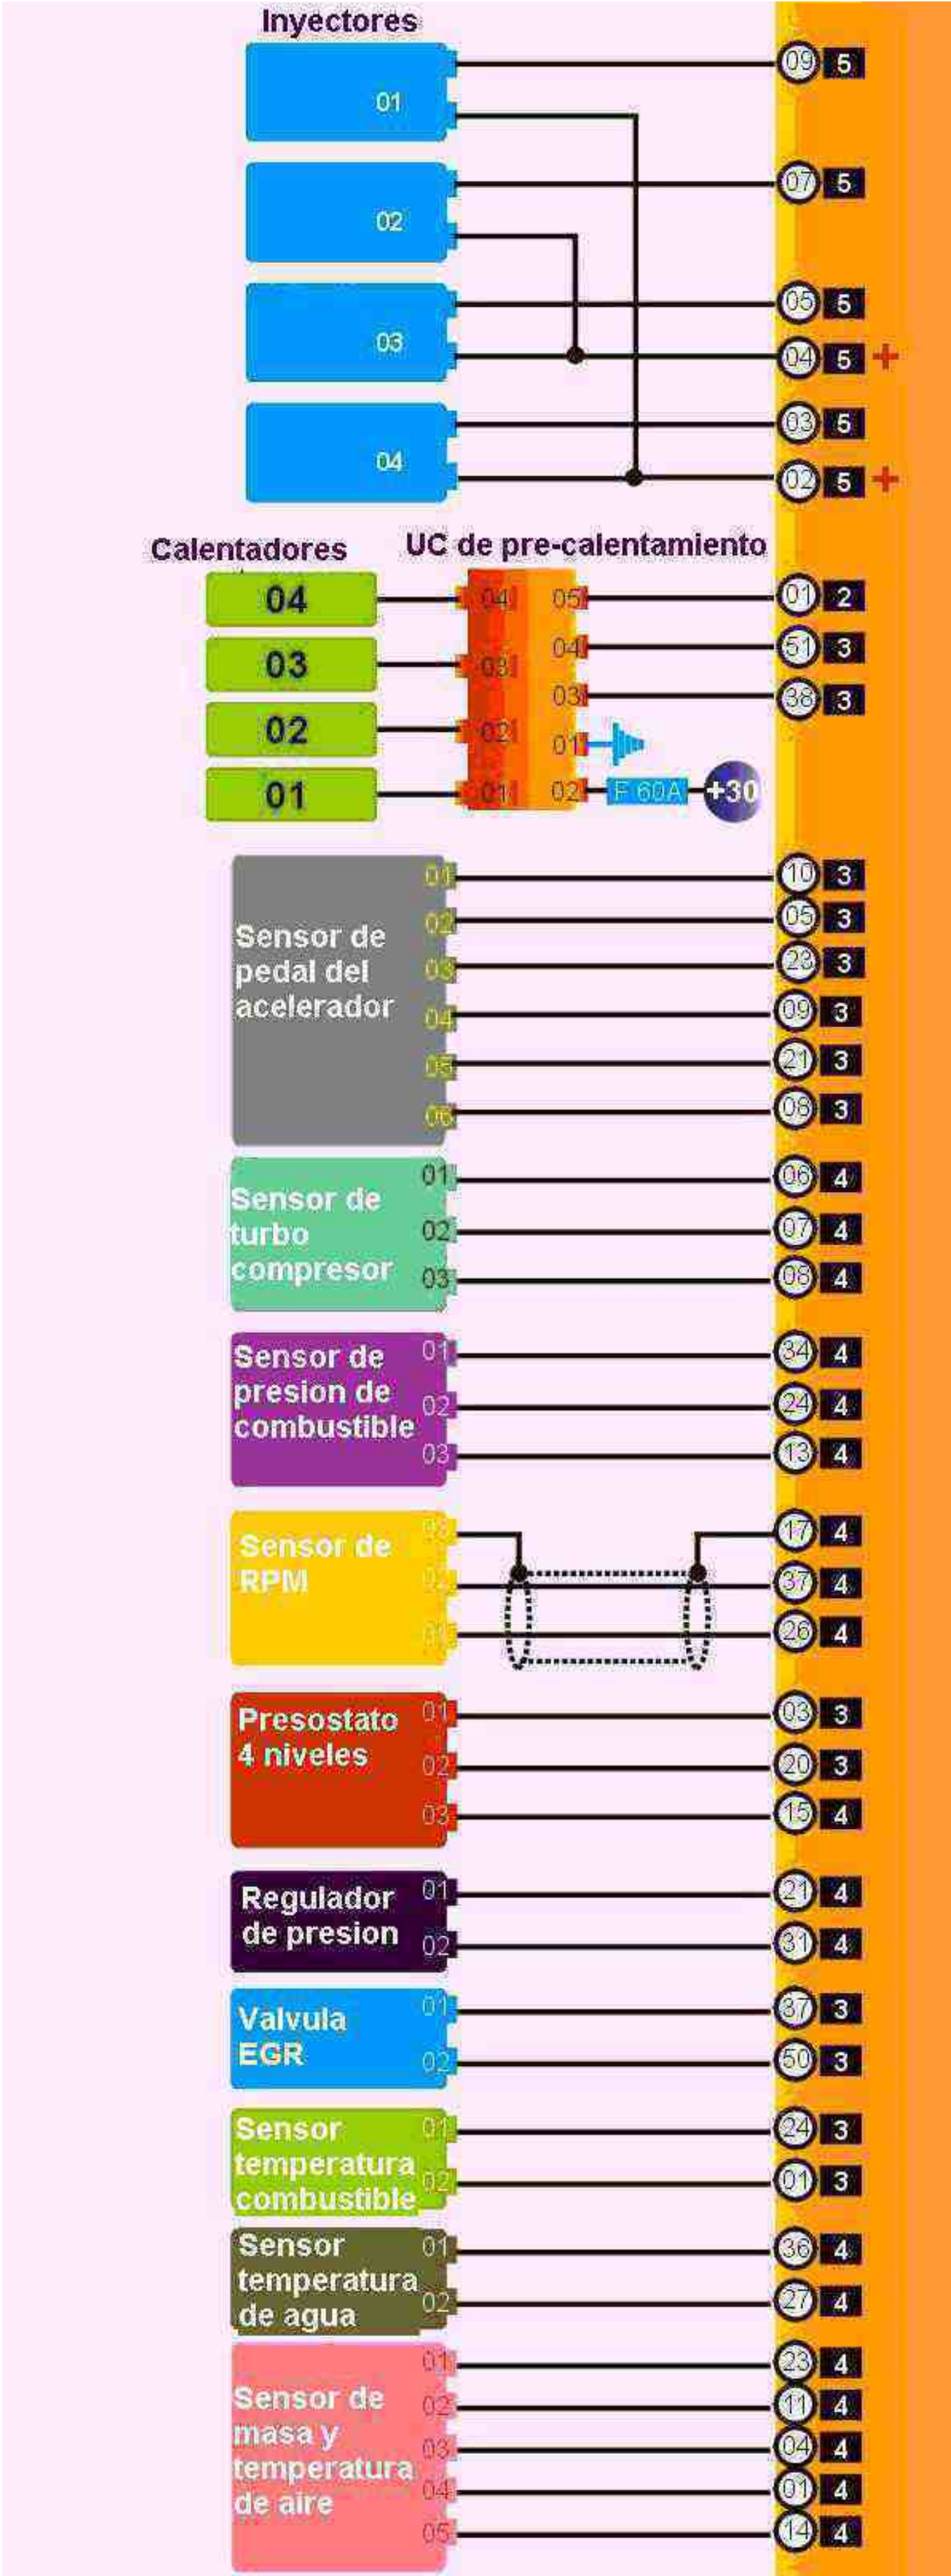 Inyectores
01 09 5
02 07 5
05 5
03 04 5 +
03 5
04 02 5 +
Calentadores UC de pre-calentamiento
04 04 05 01 2
03 03 04 51 3
03 38 3
02 02 01
01 01 02 F 60A +30
Sensor de
pedal del
acelerador
01 10 3
02 05 3
03 23 3
04 09 3
05 21 3
06 08 3
Sensor de
turbo
compresor
01 06 4
02 07 4
03 08 4
Sensor de
presion de
combustible
01 34 4
02 24 4
03 13 4
Sensor de
RPM
17 4
37 4
26 4
Presostato
4 niveles
01 03 3
02 20 3
03 15 4
Regulador
de presion
01 21 4
02 31 4
Valvula
EGR
01 37 3
02 50 3
Sensor
temperatura
combustible
01 24 3
02 01 3
Sensor
temperatura
de agua
01 36 4
02 27 4
Sensor de
masa y
temperatura
de aire
01 23 4
02 11 4
03 04 4
04 01 4
05 14 4